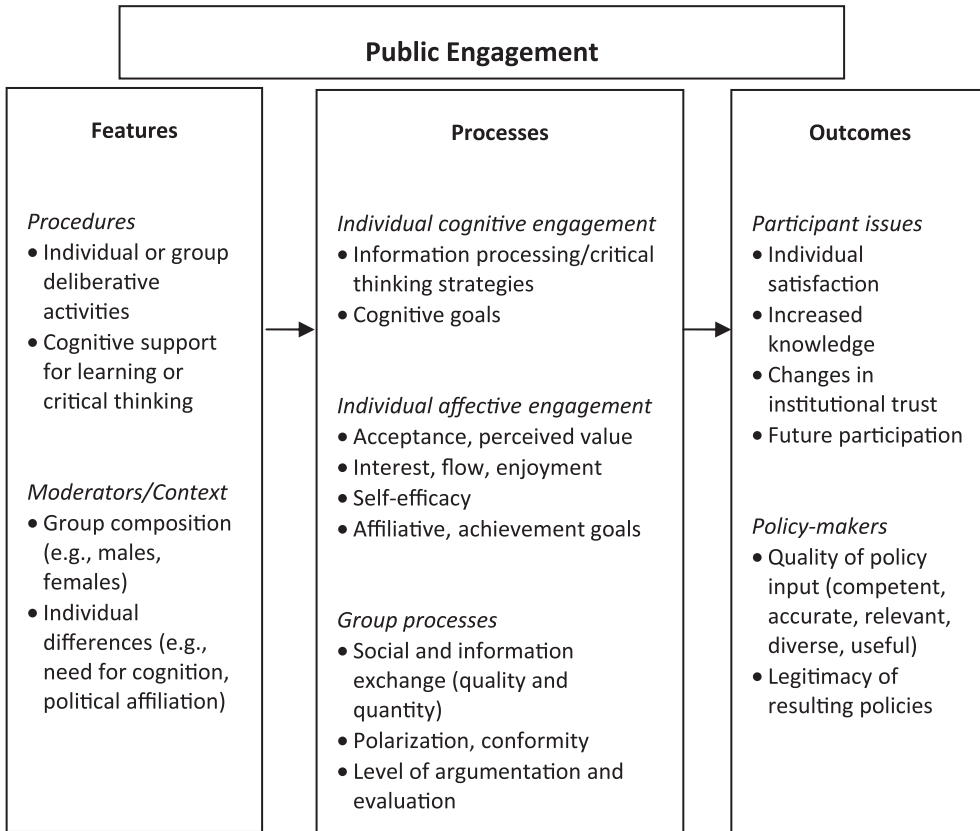 Public Engagement
Features
Procedures
• Individual or group
deliberative
activities
• Cognitive support
for learning or
critical thinking
Moderators/Context
• Group composition
(e.g., males,
females)
• Individual
differences (e.g.,
need for cognition,
political affiliation)
Processes
Individual cognitive engagement
• Information processing/critical
thinking strategies
• Cognitive goals
Individual affective engagement
• Acceptance, perceived value
• Interest, flow, enjoyment
• Self-efficacy
• Affiliative, achievement goals
Group processes
• Social and information
exchange (quality and
quantity)
• Polarization, conformity
• Level of argumentation and
evaluation
Outcomes
Participant issues
• Individual
satisfaction
• Increased
knowledge
• Changes in
institutional trust
• Future participation
Policy-makers
• Quality of policy
input (competent,
accurate, relevant,
diverse, useful)
• Legitimacy of
resulting policies